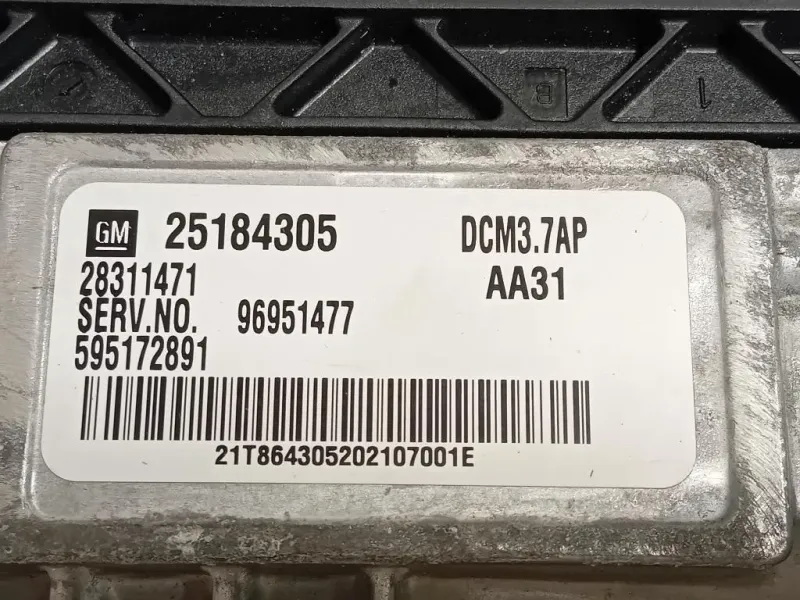 GM 25184305 DCM3.7AP
28311471 AA31
SERV.NO. 96951477
595172891
21T864305202107001E